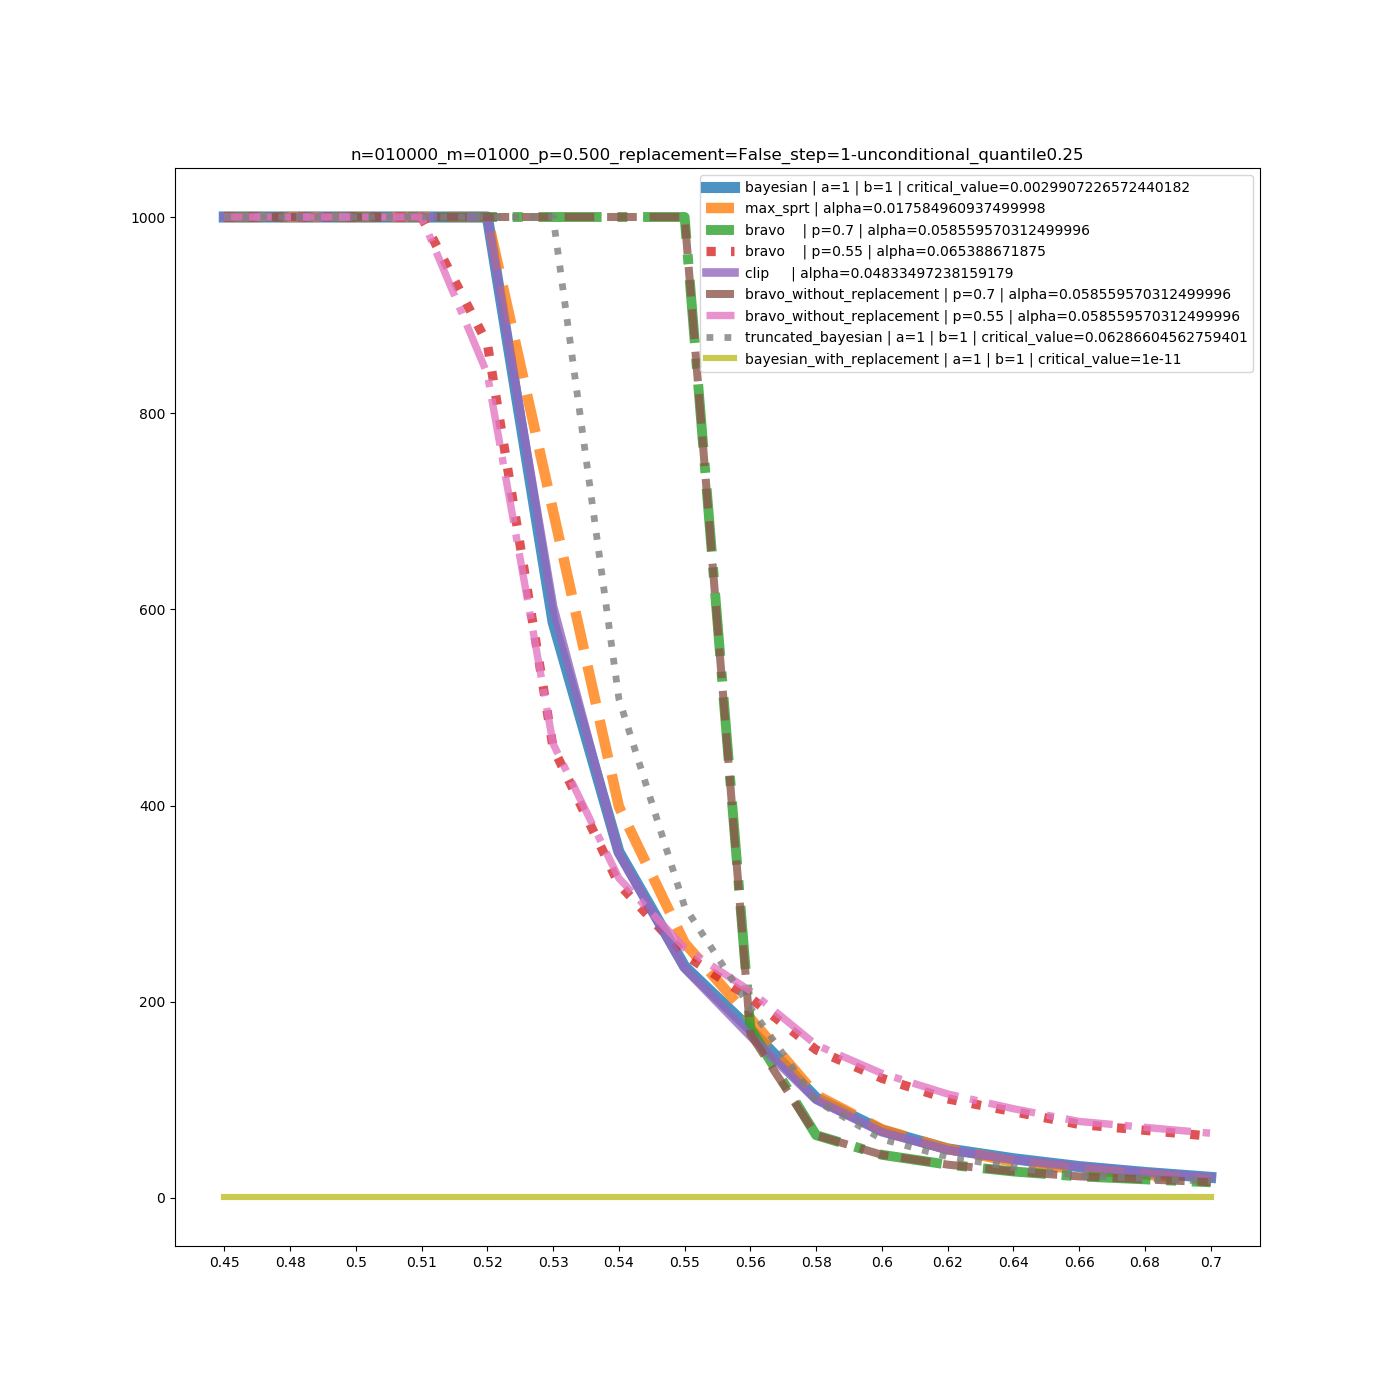 n=010000_m=01000_p=0.500_replacement=False_step=1-unconditional_quantile0.25
bayesian | a=1 | b=1 | critical_value=0.0029907226572440182
max_sprt | alpha=0.017584960937499998
bravo    | p=0.7 | alpha=0.058559570312499996
bravo    | p=0.55 | alpha=0.065388671875
clip     | alpha=0.04833497238159179
bravo_without_replacement | p=0.7 | alpha=0.058559570312499996
bravo_without_replacement | p=0.55 | alpha=0.058559570312499996
truncated_bayesian | a=1 | b=1 | critical_value=0.06286604562759401
bayesian_with_replacement | a=1 | b=1 | critical_value=1e-11
1000
800
600
400
200
0
0.45 0.48 0.5 0.51 0.52 0.53 0.54 0.55 0.56 0.58 0.6 0.62 0.64 0.66 0.68 0.7